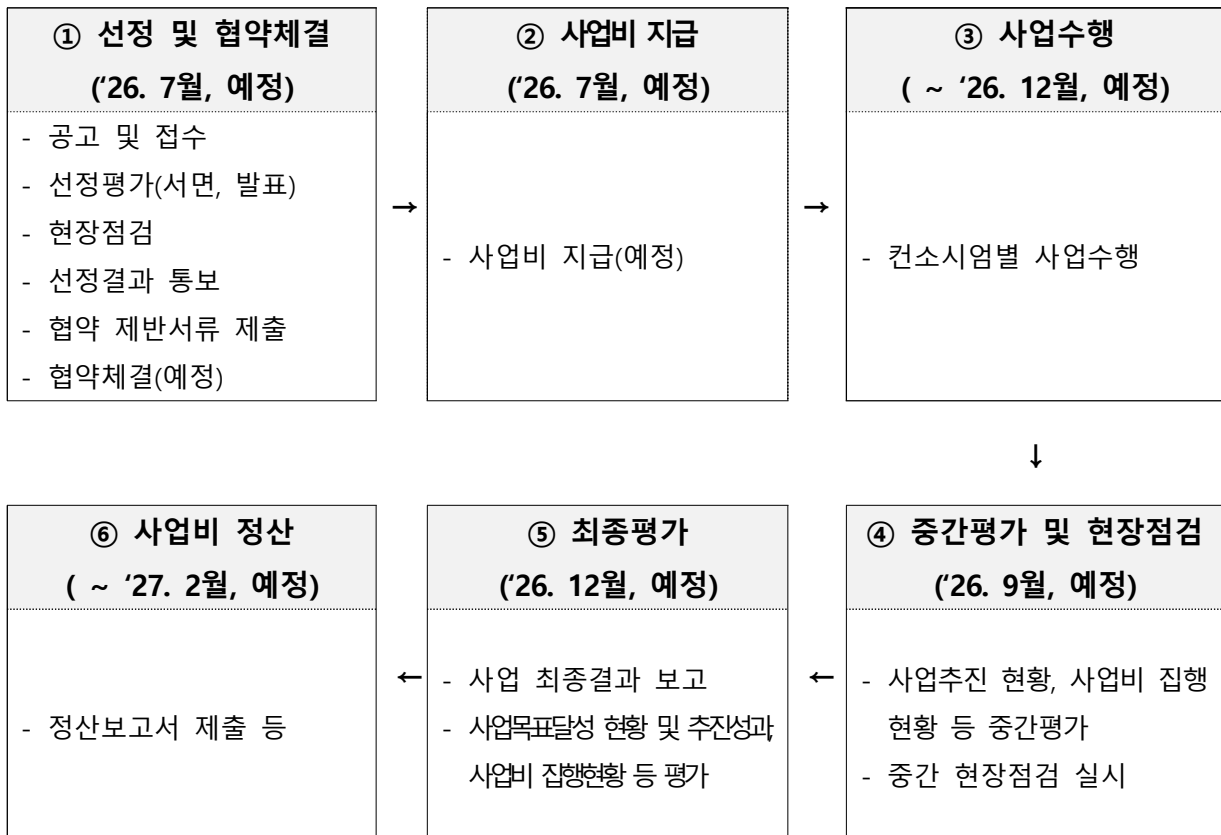 ① 선정 및 협약체결
(‘26. 7월, 예정)
- 공고 및 접수
- 선정평가(서면, 발표)
- 현장점검
- 선정결과 통보
- 협약 제반서류 제출
- 협약체결(예정)
→
② 사업비 지급
(‘26. 7월, 예정)
- 사업비 지급(예정)
→
③ 사업수행
( ~ ‘26. 12월, 예정)
- 컨소시엄별 사업수행
↓
④ 중간평가 및 현장점검
(‘26. 9월, 예정)
- 사업추진 현황, 사업비 집행
현황 등 중간평가
- 중간 현장점검 실시
←
⑤ 최종평가
(‘26. 12월, 예정)
- 사업 최종결과 보고
- 사업목표달성 현황 및 추진성과,
사업비 집행현황 등 평가
←
⑥ 사업비 정산
( ~ ‘27. 2월, 예정)
- 정산보고서 제출 등